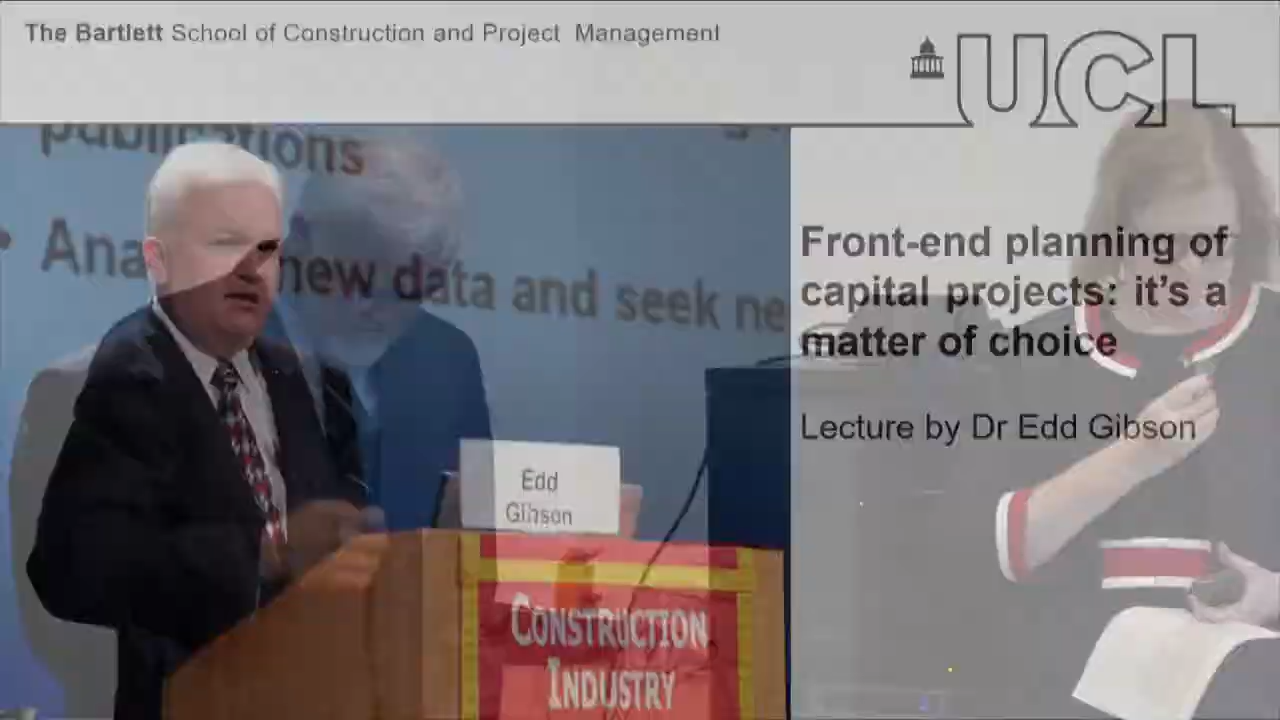 The Bartlett School of Construction and Project Management
UCL
publications
new data and seek
Front-end planning of
capital projects: it's a
matter of choice
Lecture by Dr Edd Gibson
Edd
Gibson
CONSTRUCTION
INDUSTRY